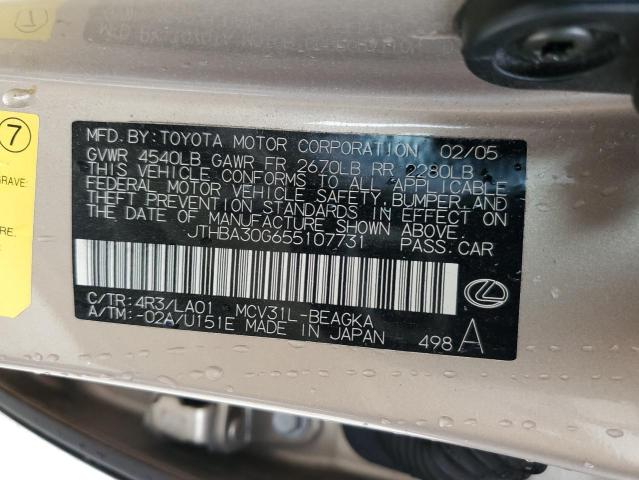 7
GRAVE:
RE.
MFD. BY: TOYOTA MOTOR CORPORATION 02/05
GVWR 4540LB GAWR FR 2670LB RR 2280LB
THIS VEHICLE CONFORMS TO ALL APPLICABLE
FEDERAL MOTOR VEHICLE SAFETY, BUMPER, AND
THEFT PREVENTION STANDARDS IN EFFECT ON
THE DATE OF MANUFACTURE SHOWN ABOVE.
JTHBA30G655107731 PASS. CAR
C/TR: 4R3/LA01 MCV31L-BEAGKA
A/TM: -02A/U151E MADE IN JAPAN
498 A